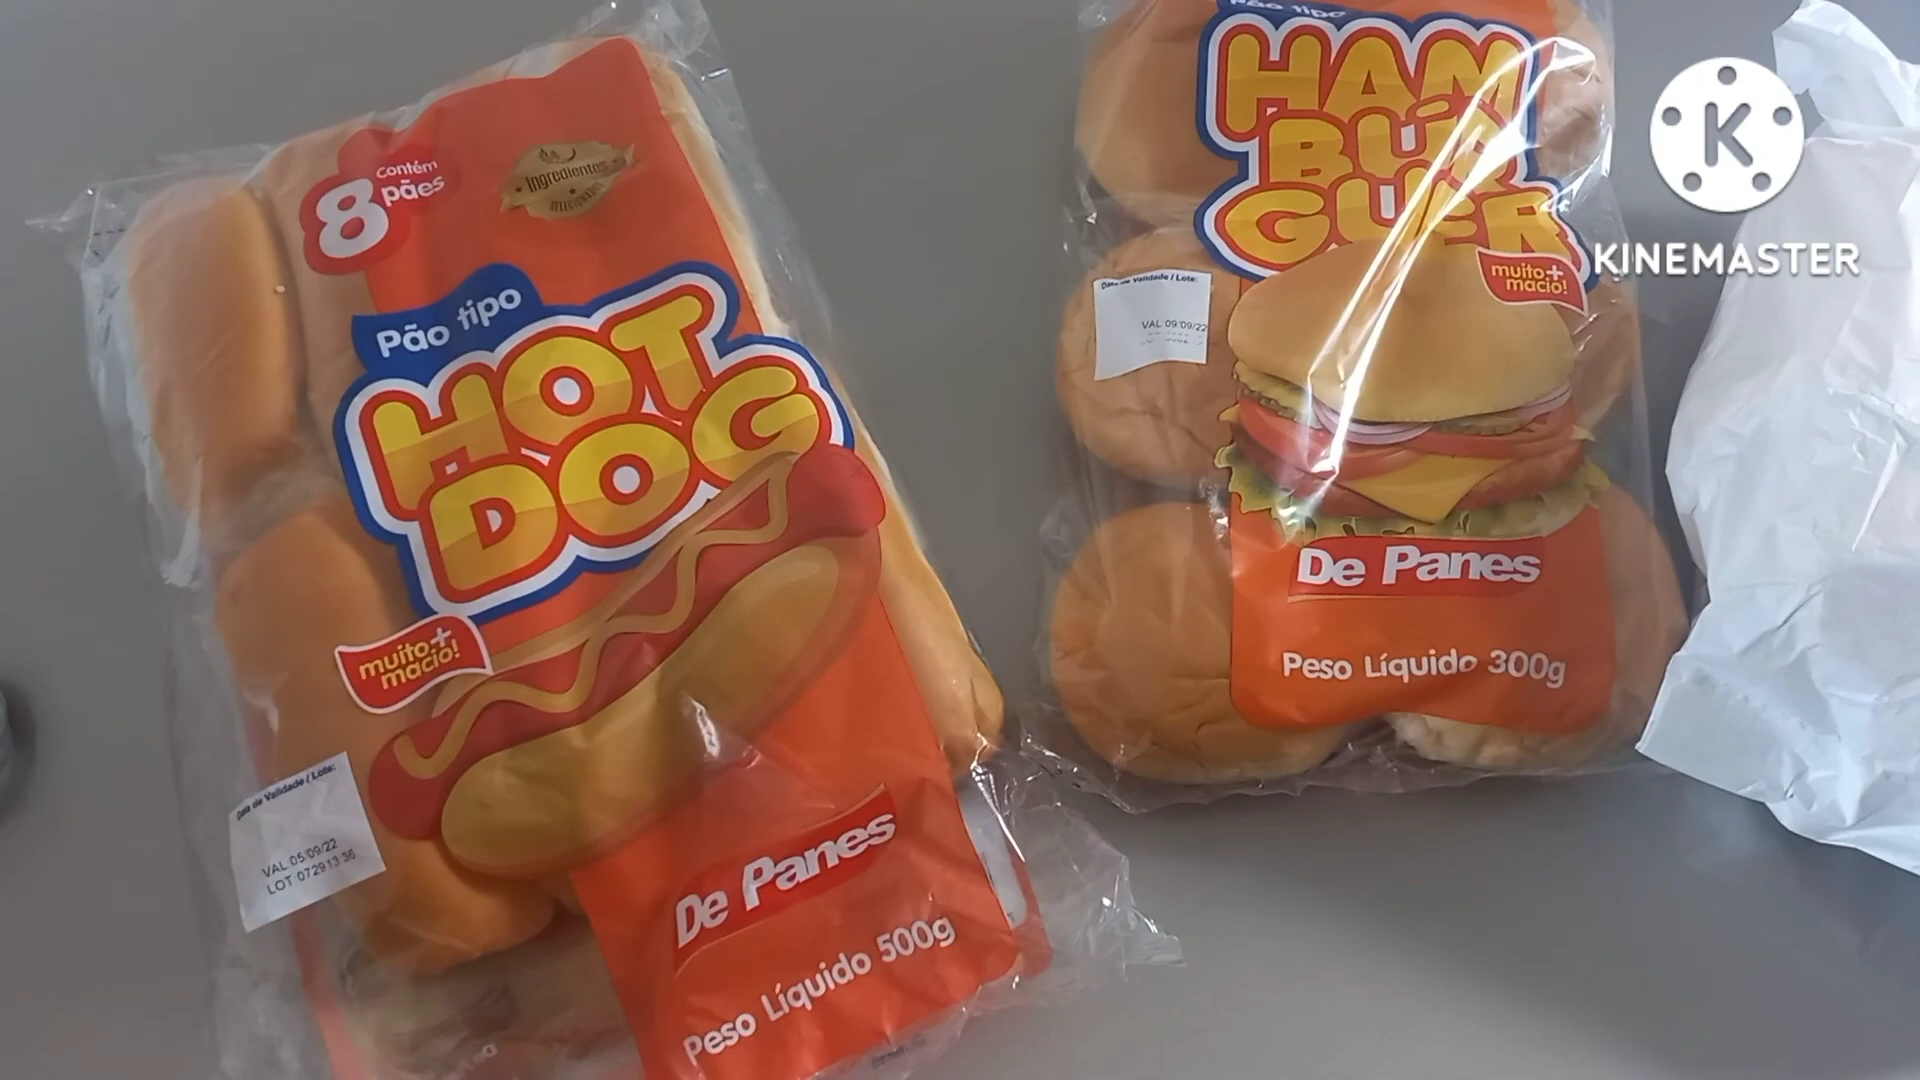 8
Contém
pães
Ingredientes
SELECIONADOS
Pão tipo
HOT
DOG
muito+
macio!
Data de Validade / Lote:
VAL 05/09/22
LOT 072913 36
De Panes
Peso Líquido 500g
Pão tipo
HAM
BUR
GUER
muito+
macio!
Data de Validade / Lote:
VAL 09/09/22
De Panes
Peso Líquido 300g
K
KINEMASTER